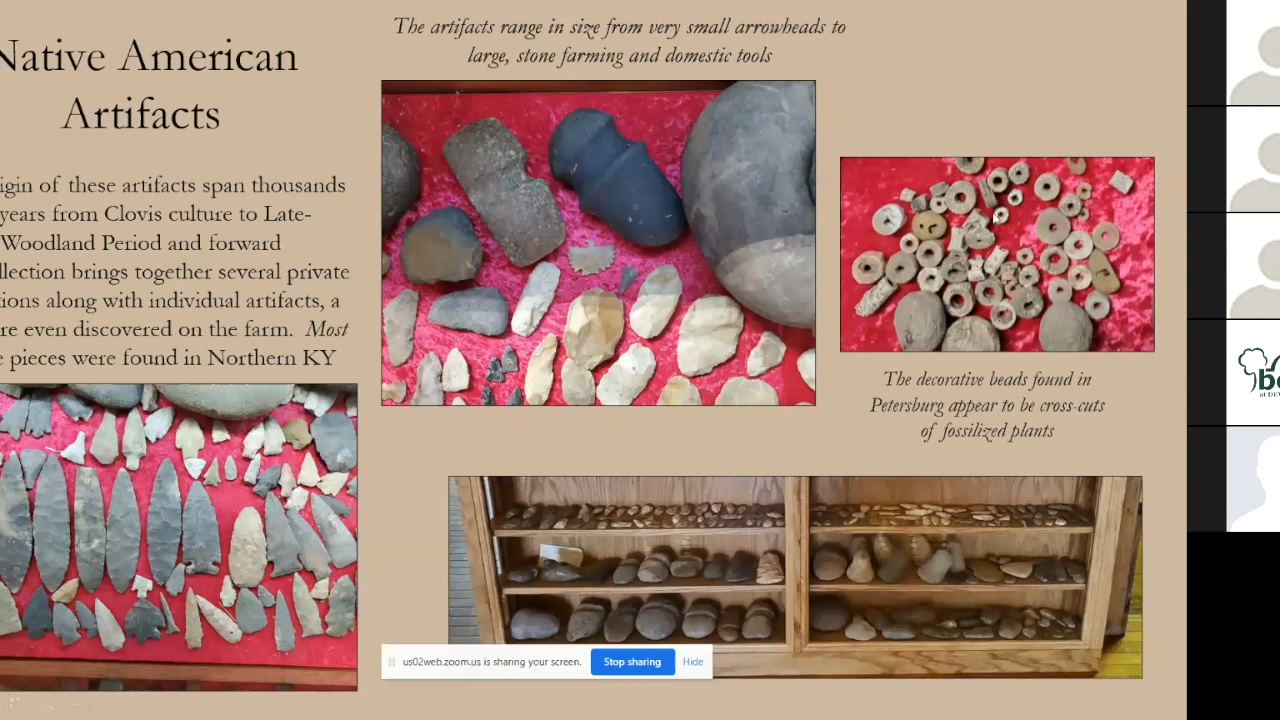 Native American
Artifacts
igin of these artifacts span thousands
years from Clovis culture to Late-
Woodland Period and forward
llection brings together several private
tions along with individual artifacts, a
re even discovered on the farm. Most
e pieces were found in Northern KY
The artifacts range in size from very small arrowheads to
large, stone farming and domestic tools
The decorative beads found in
Petersburg appear to be cross-cuts
of fossilized plants
us02web.zoom.us is sharing your screen. Stop sharing Hide